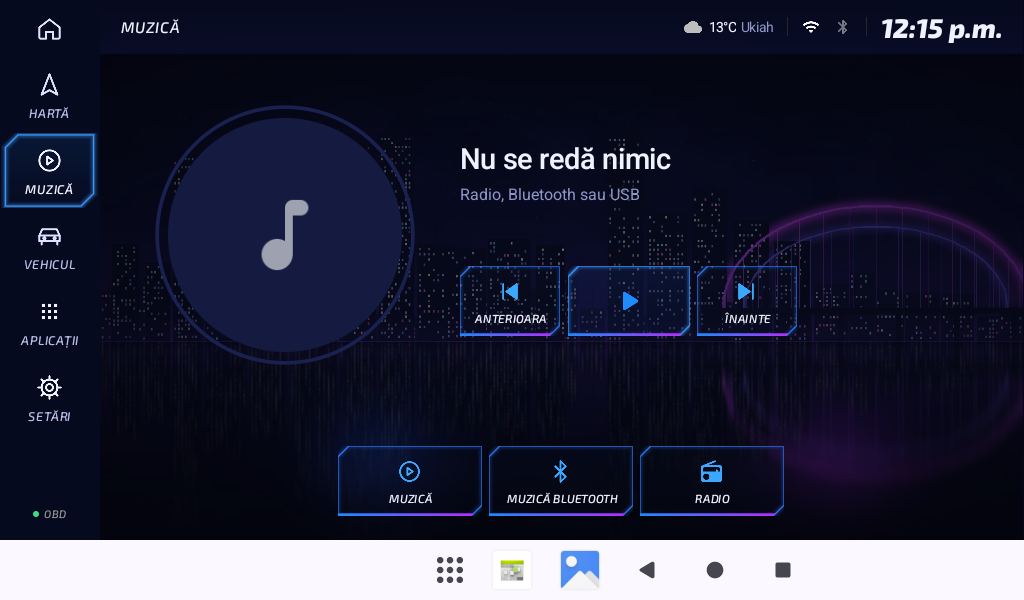 MUZICĂ
13°C Ukiah
12:15 p.m.
HARTĂ
MUZICĂ
VEHICUL
APLICAȚII
SETĂRI
OBD
Nu se redă nimic
Radio, Bluetooth sau USB
ANTERIOARA
ÎNAINTE
MUZICĂ
MUZICĂ BLUETOOTH
RADIO